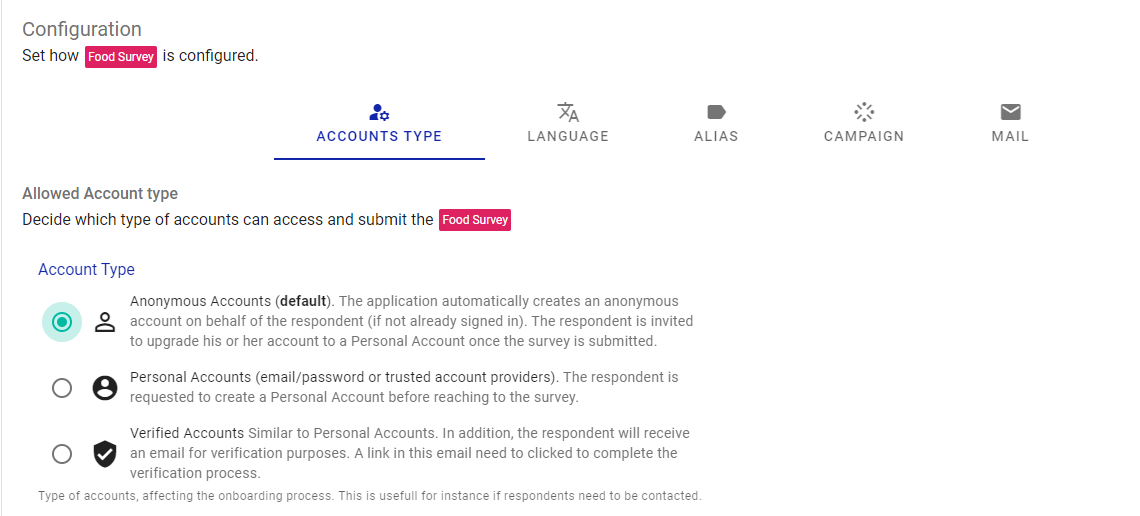 Configuration
Set how Food Survey is configured.
ACCOUNTS TYPE
LANGUAGE
ALIAS
CAMPAIGN
MAIL
Allowed Account type
Decide which type of accounts can access and submit the Food Survey
Account Type
Anonymous Accounts (default). The application automatically creates an anonymous
account on behalf of the respondent (if not already signed in). The respondent is invited
to upgrade his or her account to a Personal Account once the survey is submitted.
Personal Accounts (email/password or trusted account providers). The respondent is
requested to create a Personal Account before reaching to the survey.
Verified Accounts Similar to Personal Accounts. In addition, the respondent will receive
an email for verification purposes. A link in this email need to clicked to complete the
verification process.
Type of accounts, affecting the onboarding process. This is usefull for instance if respondents need to be contacted.